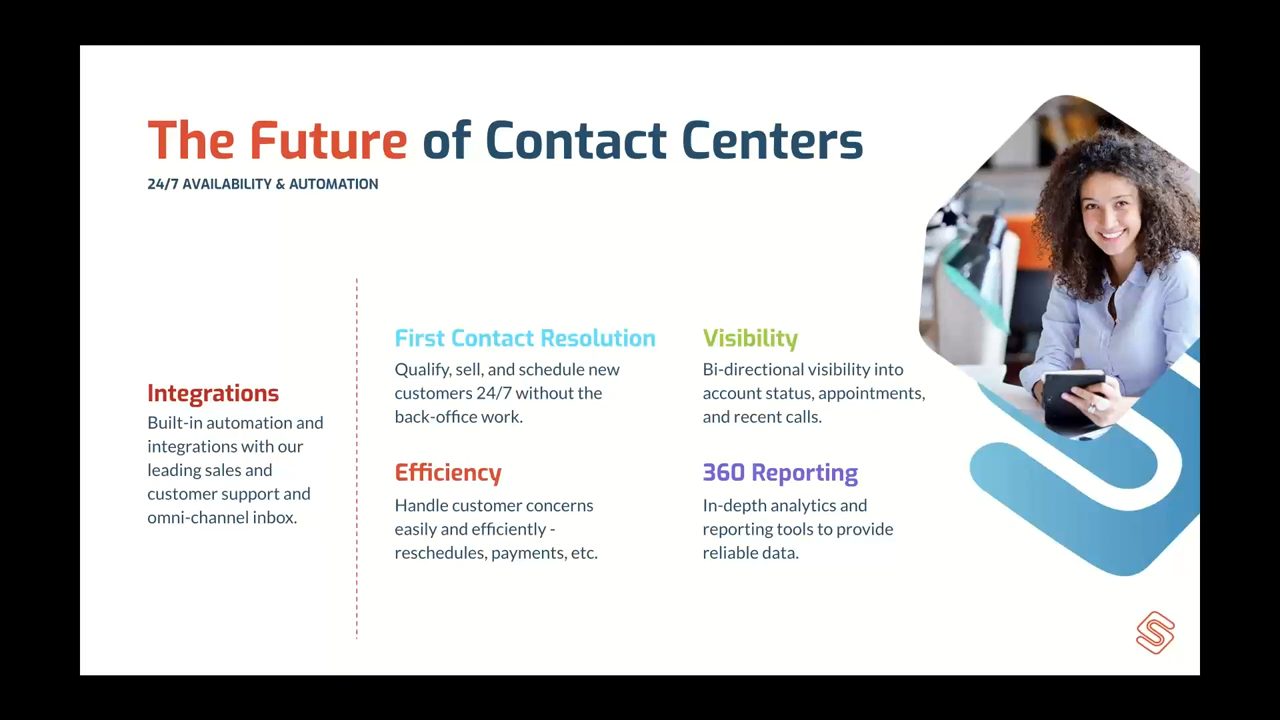 The Future of Contact Centers
24/7 AVAILABILITY & AUTOMATION
Integrations
Built-in automation and
integrations with our
leading sales and
customer support and
omni-channel inbox.
First Contact Resolution
Qualify, sell, and schedule new
customers 24/7 without the
back-office work.
Efficiency
Handle customer concerns
easily and efficiently -
reschedules, payments, etc.
Visibility
Bi-directional visibility into
account status, appointments,
and recent calls.
360 Reporting
In-depth analytics and
reporting tools to provide
reliable data.